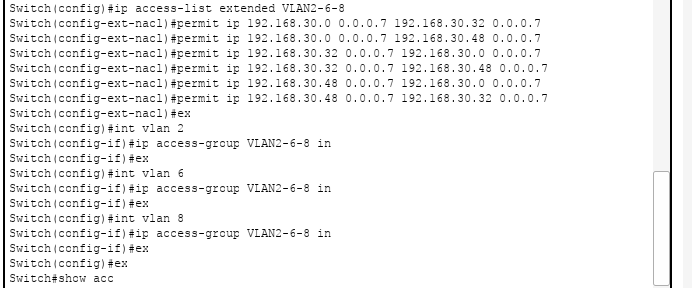 Switch(config)#ip access-list extended VLAN2-6-8
Switch(config-ext-nacl)#permit ip 192.168.30.0 0.0.0.7 192.168.30.32 0.0.0.7
Switch(config-ext-nacl)#permit ip 192.168.30.0 0.0.0.7 192.168.30.48 0.0.0.7
Switch(config-ext-nacl)#permit ip 192.168.30.32 0.0.0.7 192.168.30.0 0.0.0.7
Switch(config-ext-nacl)#permit ip 192.168.30.32 0.0.0.7 192.168.30.48 0.0.0.7
Switch(config-ext-nacl)#permit ip 192.168.30.48 0.0.0.7 192.168.30.0 0.0.0.7
Switch(config-ext-nacl)#permit ip 192.168.30.48 0.0.0.7 192.168.30.32 0.0.0.7
Switch(config-ext-nacl)#ex
Switch(config)#int vlan 2
Switch(config-if)#ip access-group VLAN2-6-8 in
Switch(config-if)#ex
Switch(config)#int vlan 6
Switch(config-if)#ip access-group VLAN2-6-8 in
Switch(config-if)#ex
Switch(config)#int vlan 8
Switch(config-if)#ip access-group VLAN2-6-8 in
Switch(config-if)#ex
Switch(config)#ex
Switch#show acc